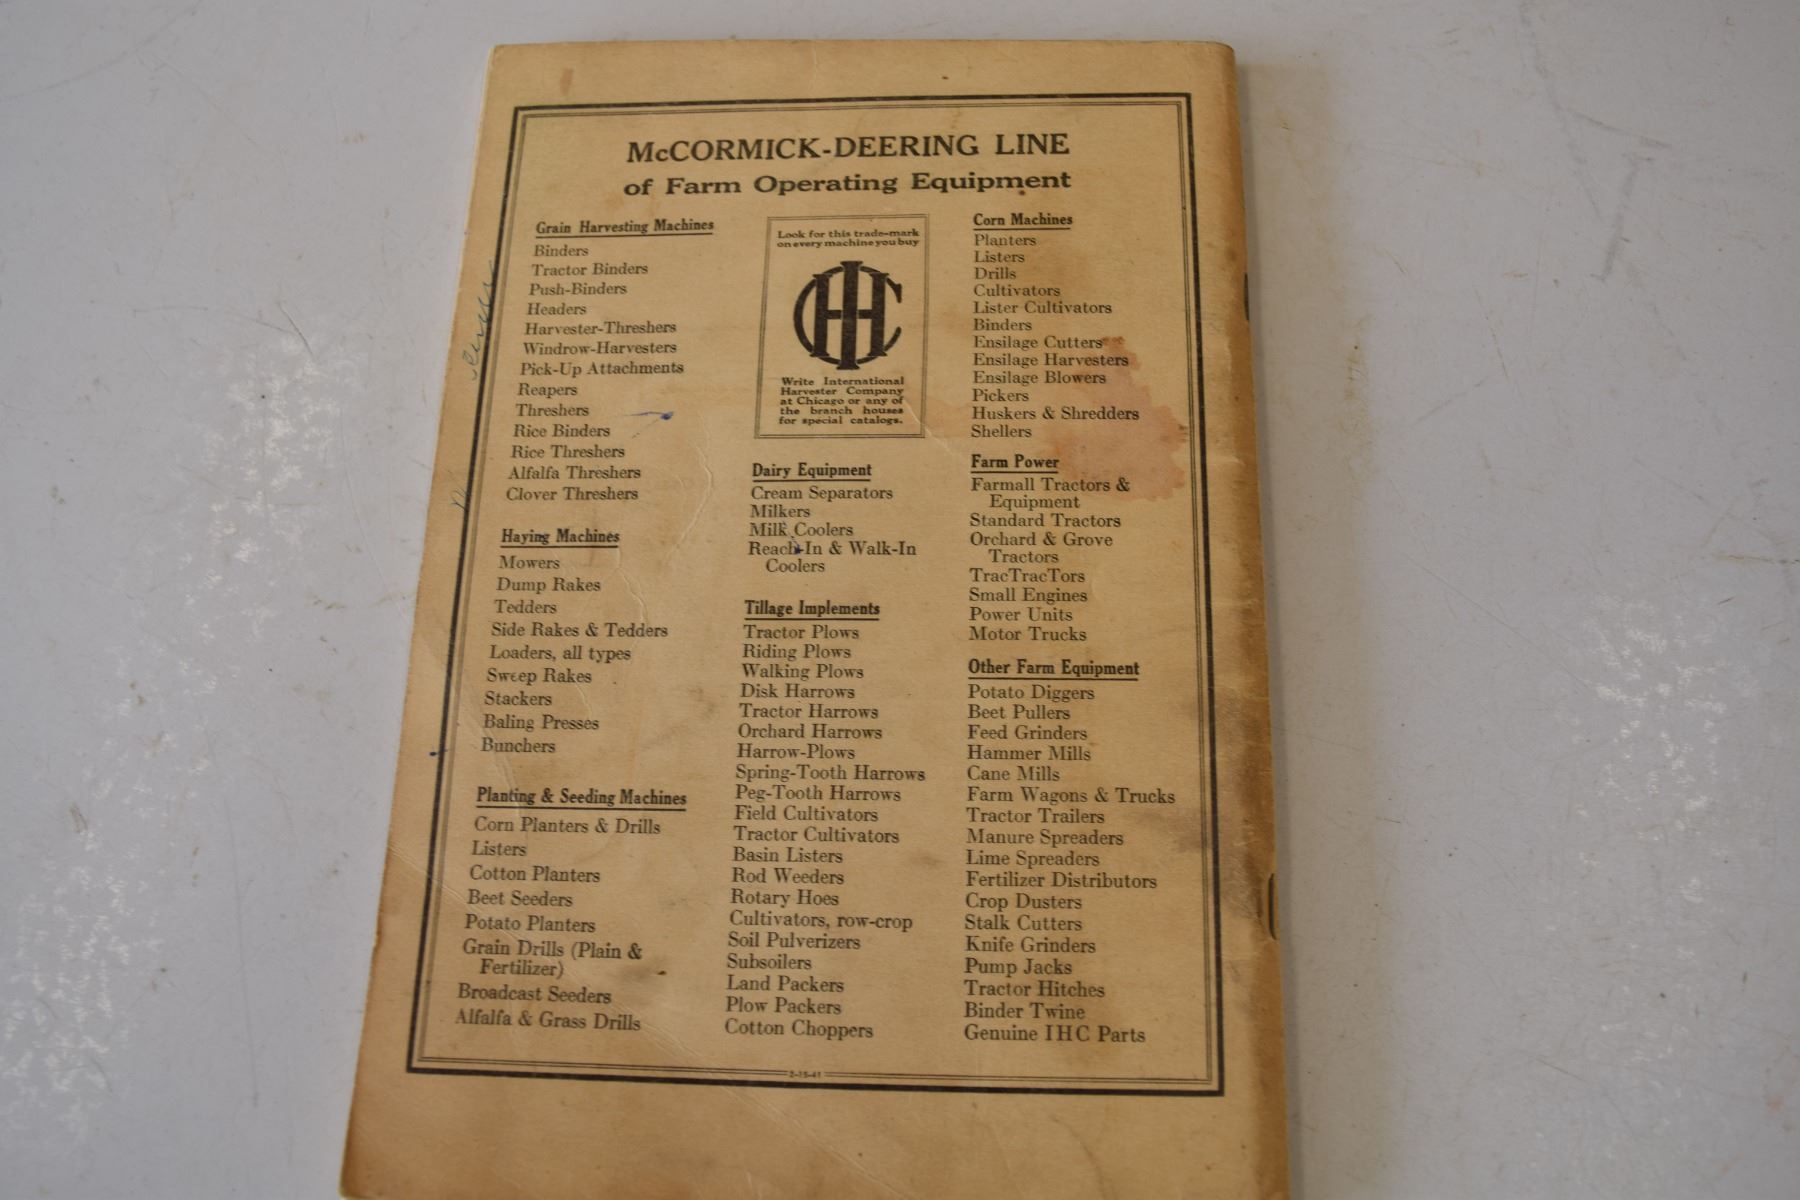 McCORMICK-DEERING LINE
of Farm Operating Equipment
Grain Harvesting Machines
Binders
Tractor Binders
Push-Binders
Headers
Harvester-Threshers
Windrow-Harvesters
Pick-Up Attachments
Reapers
Threshers
Rice Binders
Rice Threshers
Alfalfa Threshers
Clover Threshers
Haying Machines
Mowers
Dump Rakes
Tedders
Side Rakes & Tedders
Loaders, all types
Sweep Rakes
Stackers
Baling Presses
Bunchers
Planting & Seeding Machines
Corn Planters & Drills
Listers
Cotton Planters
Beet Seeders
Potato Planters
Grain Drills (Plain &
Fertilizer)
Broadcast Seeders
Alfalfa & Grass Drills
Look for this trade-mark
on every machine you buy
IHC
Write International
Harvester Company
at Chicago or any of
the branch houses
for special catalogs.
Dairy Equipment
Cream Separators
Milkers
Milk Coolers
Reach-In & Walk-In
Coolers
Tillage Implements
Tractor Plows
Riding Plows
Walking Plows
Disk Harrows
Tractor Harrows
Orchard Harrows
Harrow-Plows
Spring-Tooth Harrows
Peg-Tooth Harrows
Field Cultivators
Tractor Cultivators
Basin Listers
Rod Weeders
Rotary Hoes
Cultivators, row-crop
Soil Pulverizers
Subsoilers
Land Packers
Plow Packers
Cotton Choppers
Corn Machines
Planters
Listers
Drills
Cultivators
Lister Cultivators
Binders
Ensilage Cutters
Ensilage Harvesters
Ensilage Blowers
Pickers
Huskers & Shredders
Shellers
Farm Power
Farmall Tractors &
Equipment
Standard Tractors
Orchard & Grove
Tractors
TracTracTors
Small Engines
Power Units
Motor Trucks
Other Farm Equipment
Potato Diggers
Beet Pullers
Feed Grinders
Hammer Mills
Cane Mills
Farm Wagons & Trucks
Tractor Trailers
Manure Spreaders
Lime Spreaders
Fertilizer Distributors
Crop Dusters
Stalk Cutters
Knife Grinders
Pump Jacks
Tractor Hitches
Binder Twine
Genuine IHC Parts
2-15-41